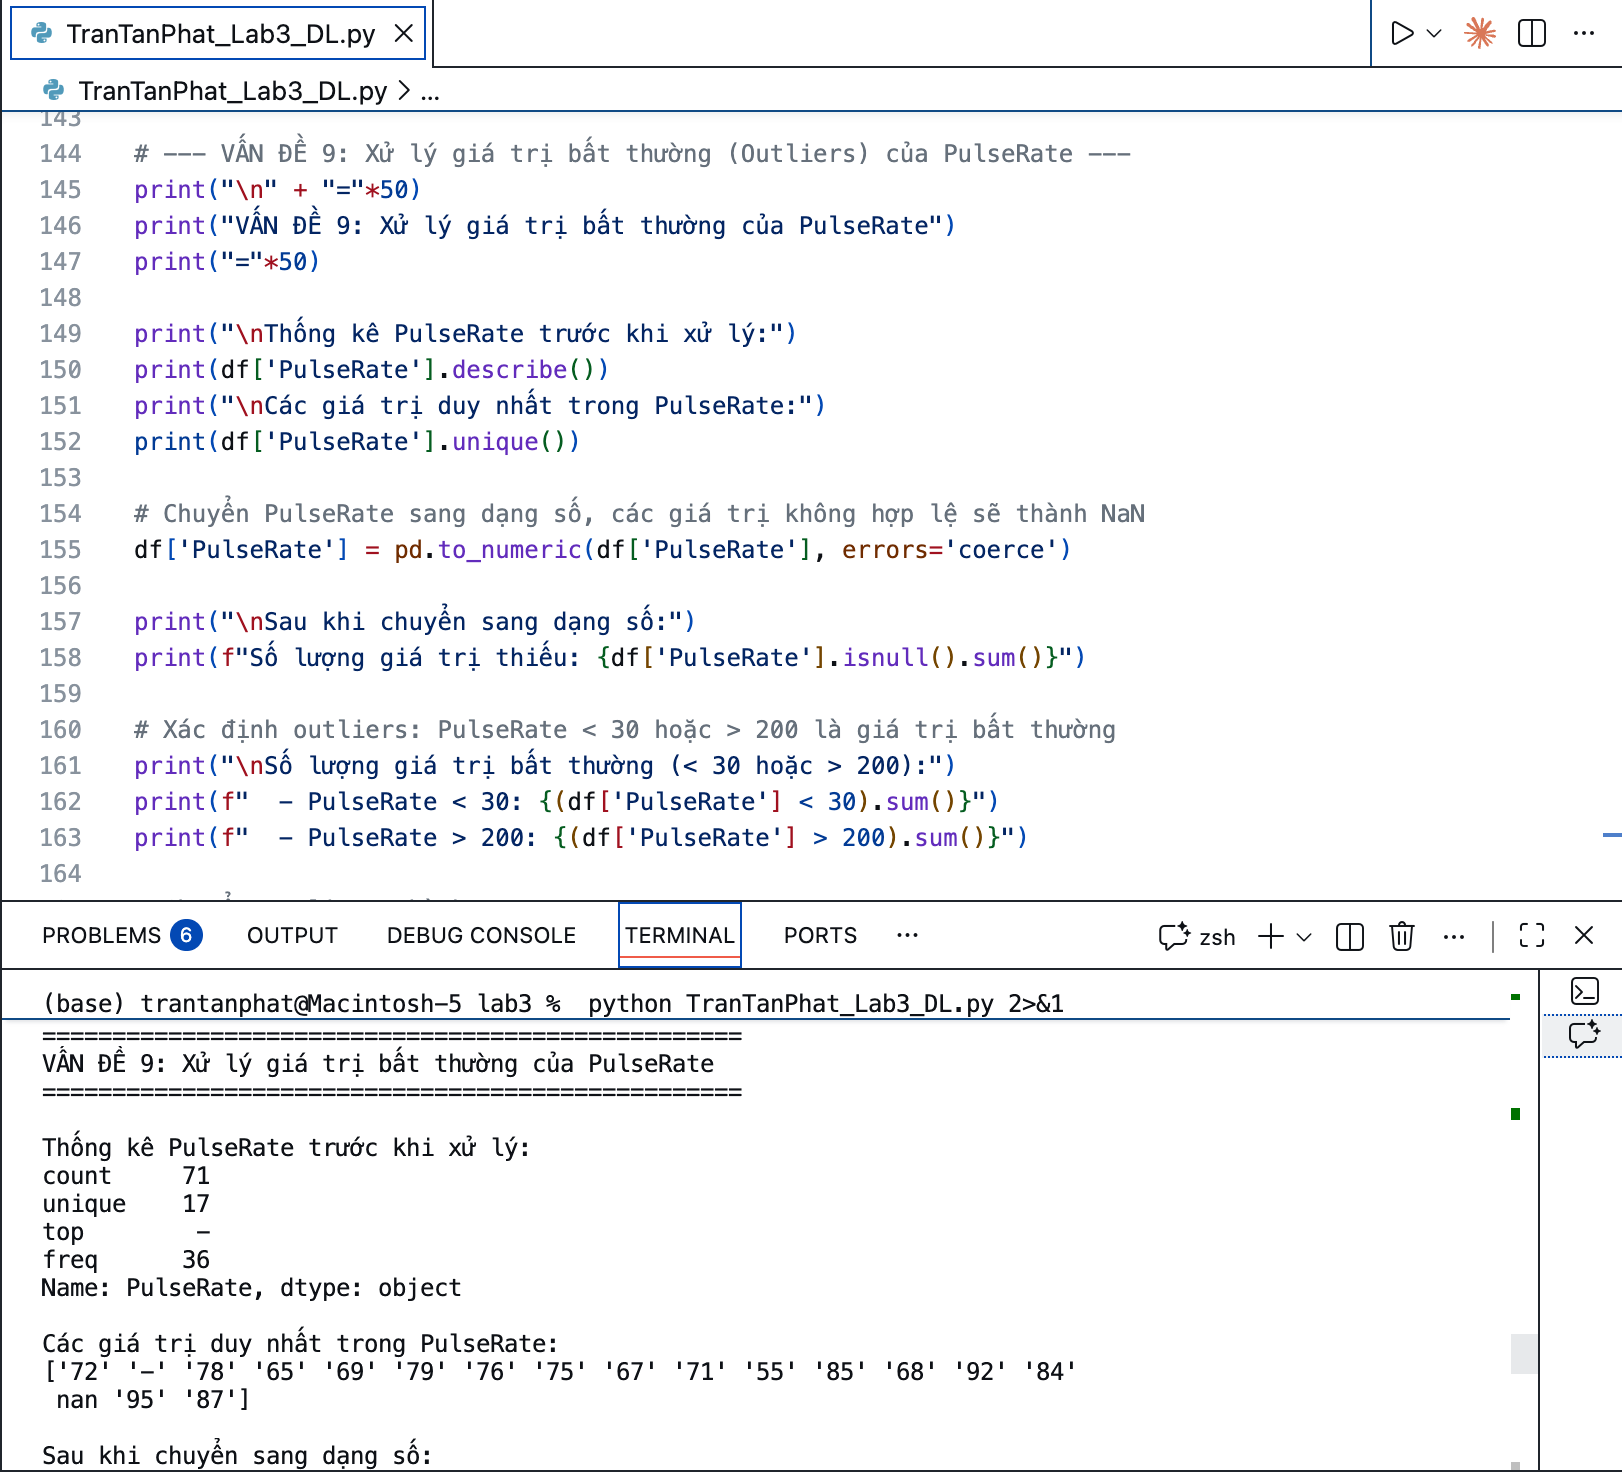 TranTanPhat_Lab3_DL.py
TranTanPhat_Lab3_DL.py > ...
143
144 # --- VẤN ĐỀ 9: Xử lý giá trị bất thường (Outliers) của PulseRate ---
145 print("\n" + "="*50)
146 print("VẤN ĐỀ 9: Xử lý giá trị bất thường của PulseRate")
147 print("="*50)
148
149 print("\nThống kê PulseRate trước khi xử lý:")
150 print(df['PulseRate'].describe())
151 print("\nCác giá trị duy nhất trong PulseRate:")
152 print(df['PulseRate'].unique())
153
154 # Chuyển PulseRate sang dạng số, các giá trị không hợp lệ sẽ thành NaN
155 df['PulseRate'] = pd.to_numeric(df['PulseRate'], errors='coerce')
156
157 print("\nSau khi chuyển sang dạng số:")
158 print(f"Số lượng giá trị thiếu: {df['PulseRate'].isnull().sum()}")
159
160 # Xác định outliers: PulseRate < 30 hoặc > 200 là giá trị bất thường
161 print("\nSố lượng giá trị bất thường (< 30 hoặc > 200):")
162 print(f"  - PulseRate < 30: {(df['PulseRate'] < 30).sum()}")
163 print(f"  - PulseRate > 200: {(df['PulseRate'] > 200).sum()}")
164
PROBLEMS 6 OUTPUT DEBUG CONSOLE TERMINAL PORTS ... zsh
(base) trantanphat@Macintosh-5 lab3 %  python TranTanPhat_Lab3_DL.py 2>&1
==================================================
VẤN ĐỀ 9: Xử lý giá trị bất thường của PulseRate
==================================================
Thống kê PulseRate trước khi xử lý:
count     71
unique    17
top        -
freq      36
Name: PulseRate, dtype: object
Các giá trị duy nhất trong PulseRate:
['72' '-' '78' '65' '69' '79' '76' '75' '67' '71' '55' '85' '68' '92' '84'
nan '95' '87']
Sau khi chuyển sang dạng số: